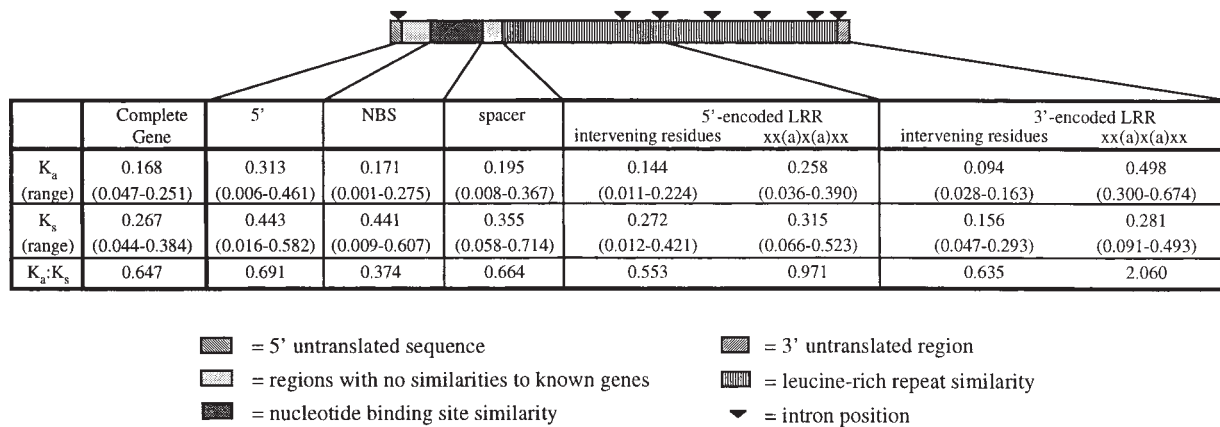 Complete Gene 5’ NBS spacer 5’-encoded LRR 3’-encoded LRR
intervening residues xx(a)x(a)xx intervening residues xx(a)x(a)xx
Ka 0.168 0.313 0.171 0.195 0.144 0.258 0.094 0.498
(range) (0.047-0.251) (0.006-0.461) (0.001-0.275) (0.008-0.367) (0.011-0.224) (0.036-0.390) (0.028-0.163) (0.300-0.674)
Ks 0.267 0.443 0.441 0.355 0.272 0.315 0.156 0.281
(range) (0.044-0.384) (0.016-0.582) (0.009-0.607) (0.058-0.714) (0.012-0.421) (0.066-0.523) (0.047-0.293) (0.091-0.493)
Ka:Ks 0.647 0.691 0.374 0.664 0.553 0.971 0.635 2.060
= 5’ untranslated sequence
= regions with no similarities to known genes
= nucleotide binding site similarity
= 3’ untranslated region
= leucine-rich repeat similarity
= intron position